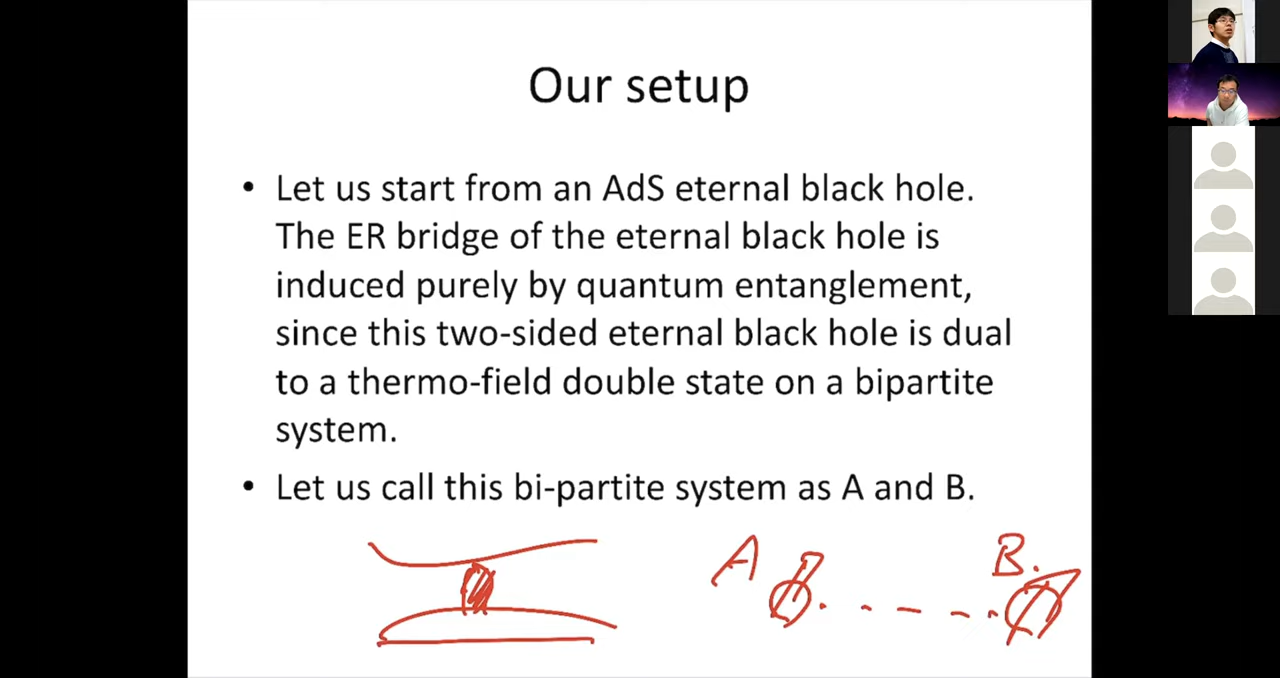 Our setup
• Let us start from an AdS eternal black hole.
The ER bridge of the eternal black hole is
induced purely by quantum entanglement,
since this two-sided eternal black hole is dual
to a thermo-field double state on a bipartite
system.
• Let us call this bi-partite system as A and B.
A B.